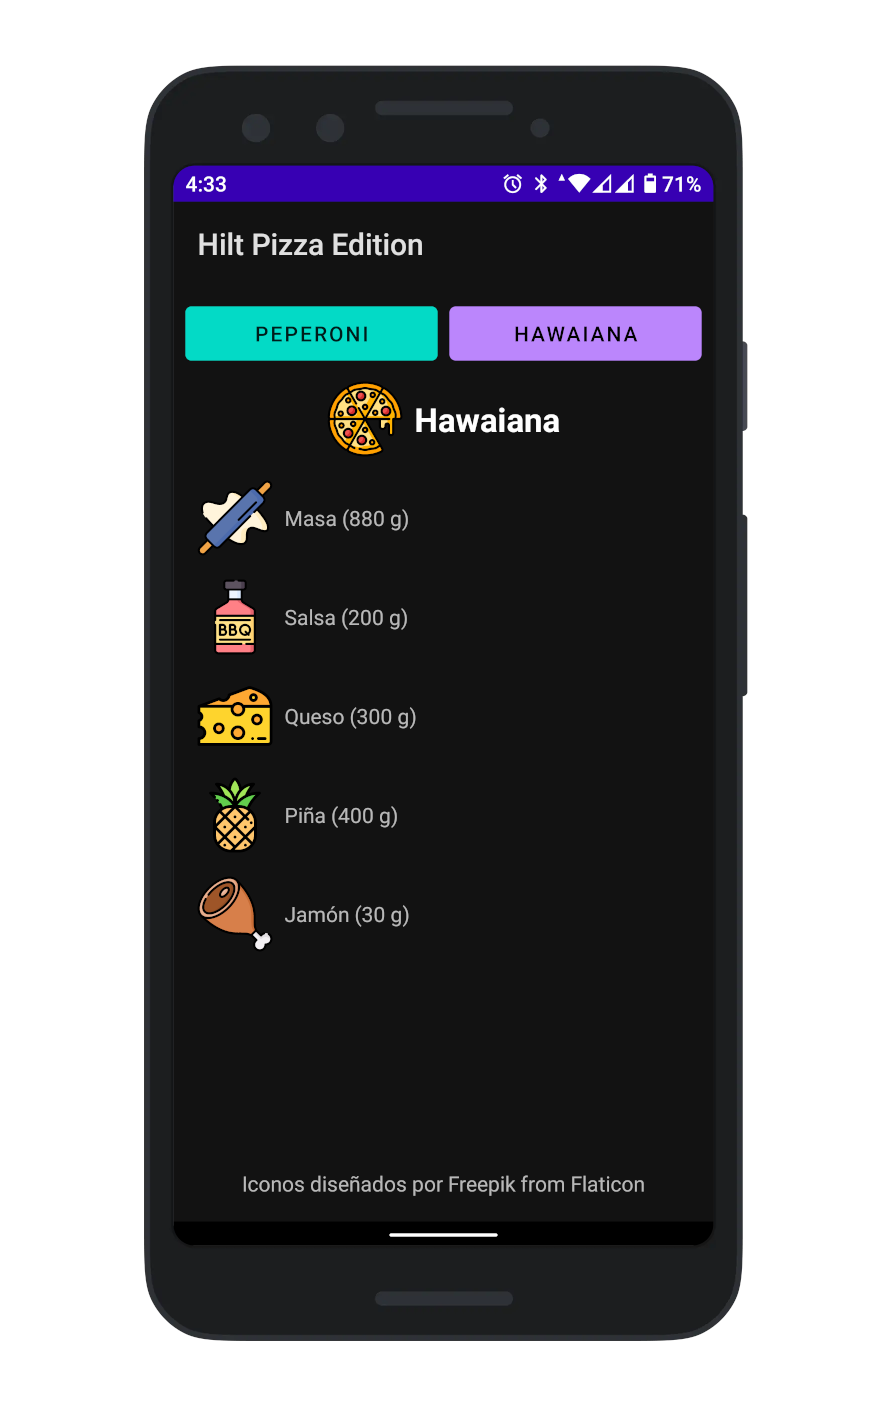 4:33
71%
Hilt Pizza Edition
PEPERONI
HAWAIANA
Hawaiana
Masa (880 g)
BBQ
Salsa (200 g)
Queso (300 g)
Piña (400 g)
Jamón (30 g)
Iconos diseñados por Freepik from Flaticon